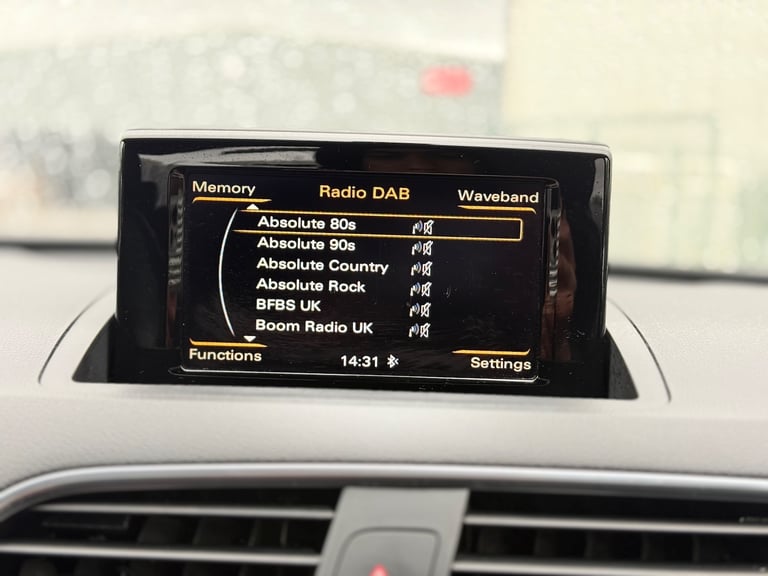 Memory
Radio DAB
Waveband
Absolute 80s
Absolute 90s
Absolute Country
Absolute Rock
BFBS UK
Boom Radio UK
Functions
14:31
Settings